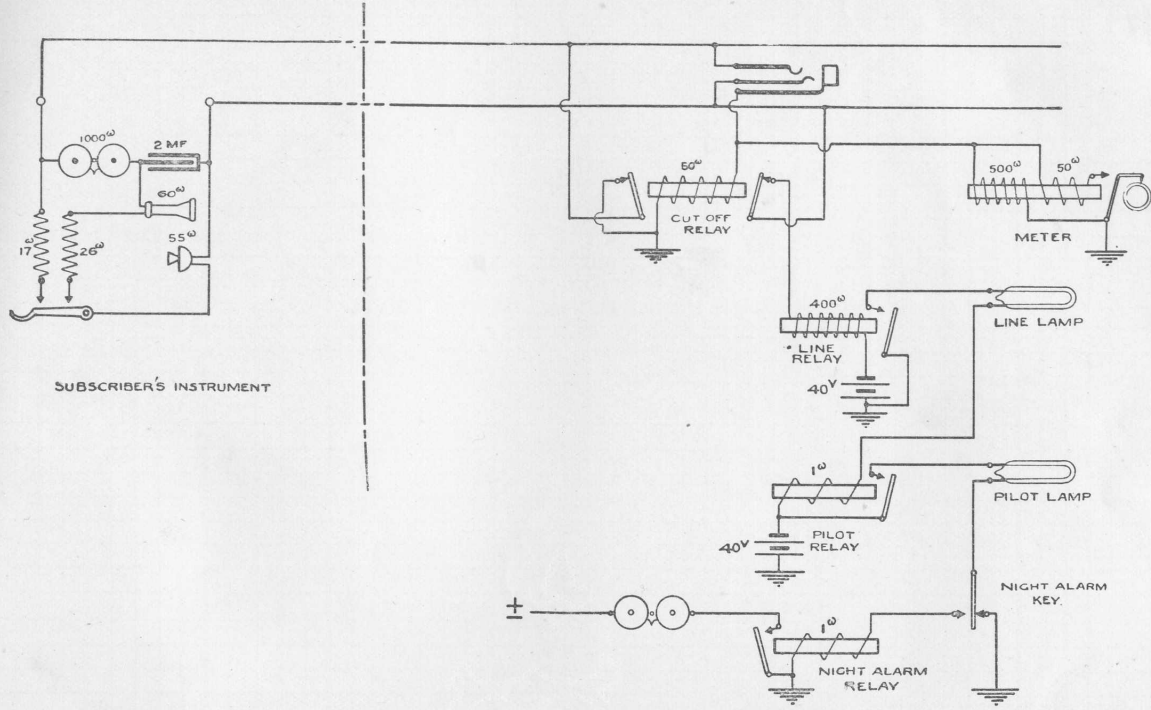 1000ω
2 MF
60ω
17ω
26ω
55ω
SUBSCRIBER'S INSTRUMENT
50ω
CUT OFF
RELAY
500ω
50ω
METER
400ω
LINE
RELAY
40V
LINE LAMP
1ω
PILOT
RELAY
40V
PILOT LAMP
NIGHT ALARM
KEY.
±
1ω
NIGHT ALARM
RELAY